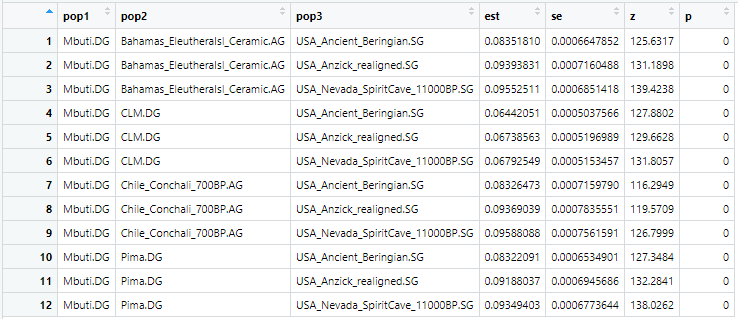 pop1 pop2 pop3 est se z p
1 Mbuti.DG Bahamas_EleutheraIsl_Ceramic.AG USA_Ancient_Beringian.SG 0.08351810 0.0006647852 125.6317 0
2 Mbuti.DG Bahamas_EleutheraIsl_Ceramic.AG USA_Anzick_realigned.SG 0.09393831 0.0007160488 131.1898 0
3 Mbuti.DG Bahamas_EleutheraIsl_Ceramic.AG USA_Nevada_SpiritCave_11000BP.SG 0.09552511 0.0006851418 139.4238 0
4 Mbuti.DG CLM.DG USA_Ancient_Beringian.SG 0.06442051 0.0005037566 127.8802 0
5 Mbuti.DG CLM.DG USA_Anzick_realigned.SG 0.06738563 0.0005196989 129.6628 0
6 Mbuti.DG CLM.DG USA_Nevada_SpiritCave_11000BP.SG 0.06792549 0.0005153457 131.8057 0
7 Mbuti.DG Chile_Conchali_700BP.AG USA_Ancient_Beringian.SG 0.08326473 0.0007159790 116.2949 0
8 Mbuti.DG Chile_Conchali_700BP.AG USA_Anzick_realigned.SG 0.09369039 0.0007835551 119.5709 0
9 Mbuti.DG Chile_Conchali_700BP.AG USA_Nevada_SpiritCave_11000BP.SG 0.09588088 0.0007561591 126.7999 0
10 Mbuti.DG Pima.DG USA_Ancient_Beringian.SG 0.08322091 0.0006534901 127.3484 0
11 Mbuti.DG Pima.DG USA_Anzick_realigned.SG 0.09188037 0.0006945686 132.2841 0
12 Mbuti.DG Pima.DG USA_Nevada_SpiritCave_11000BP.SG 0.09349403 0.0006773644 138.0262 0